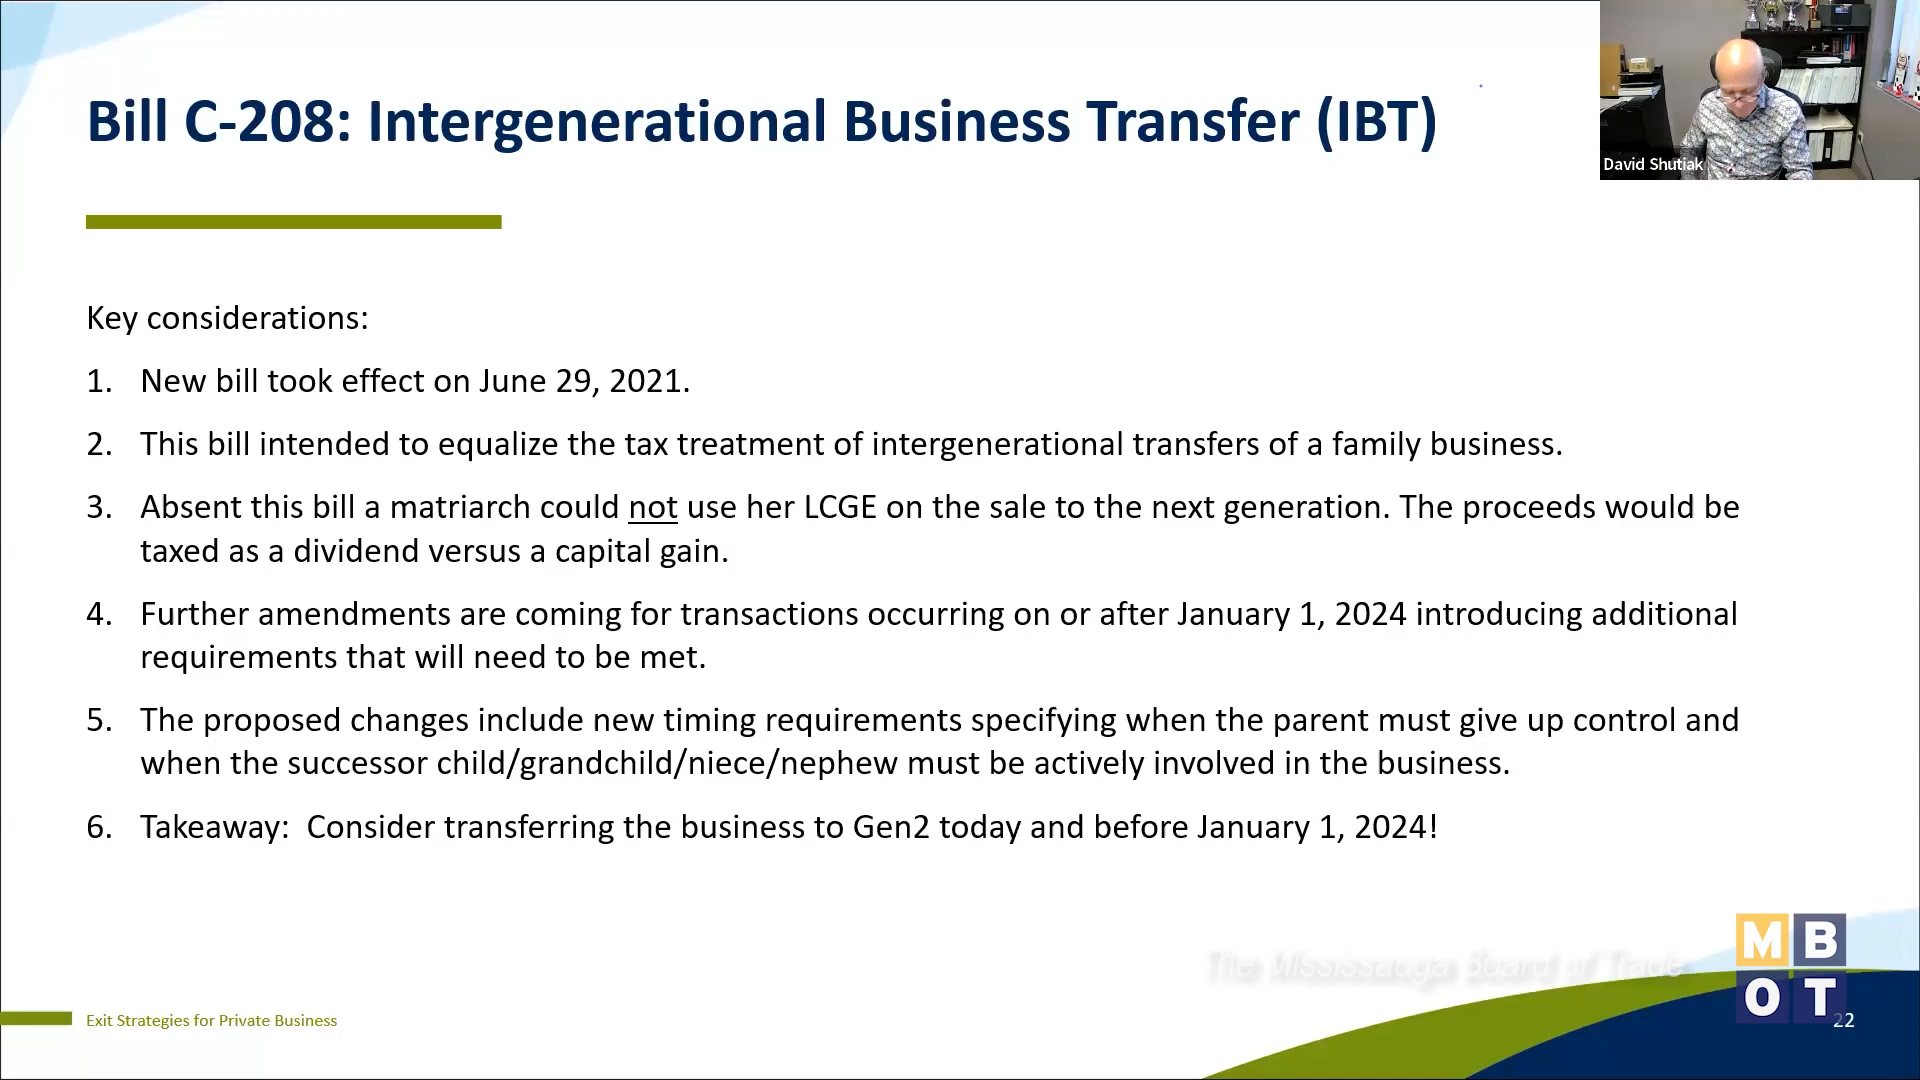 Bill C-208: Intergenerational Business Transfer (IBT)
David Shutiak
Key considerations:
1. New bill took effect on June 29, 2021.
2. This bill intended to equalize the tax treatment of intergenerational transfers of a family business.
3. Absent this bill a matriarch could not use her LCGE on the sale to the next generation. The proceeds would be
taxed as a dividend versus a capital gain.
4. Further amendments are coming for transactions occurring on or after January 1, 2024 introducing additional
requirements that will need to be met.
5. The proposed changes include new timing requirements specifying when the parent must give up control and
when the successor child/grandchild/niece/nephew must be actively involved in the business.
6. Takeaway:  Consider transferring the business to Gen2 today and before January 1, 2024!
The Mississauga Board of Trade
M B
O T
Exit Strategies for Private Business
22